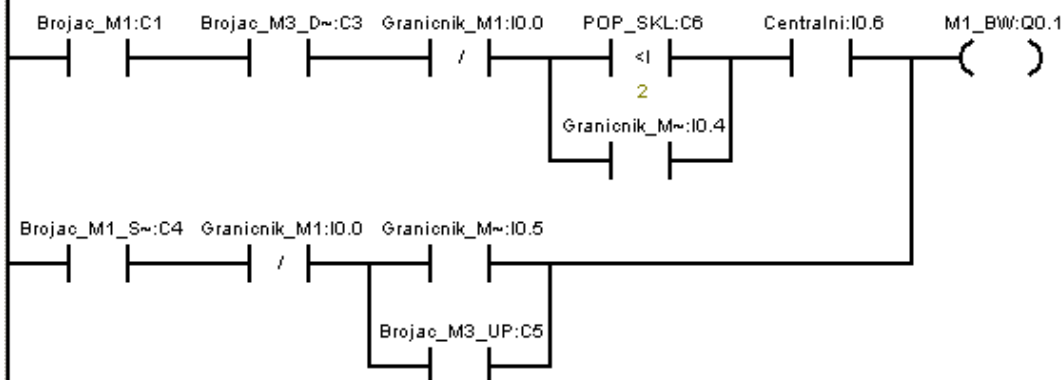 Brojac_M1:C1 Brojac_M3_D~:C3 Granicnik_M1:I0.0 POP_SKL:C6 Centralni:I0.6 M1_BW:Q0.1
/ <I
2
Granicnik_M~:I0.4
Brojac_M1_S~:C4 Granicnik_M1:I0.0 Granicnik_M~:I0.5
/
Brojac_M3_UP:C5